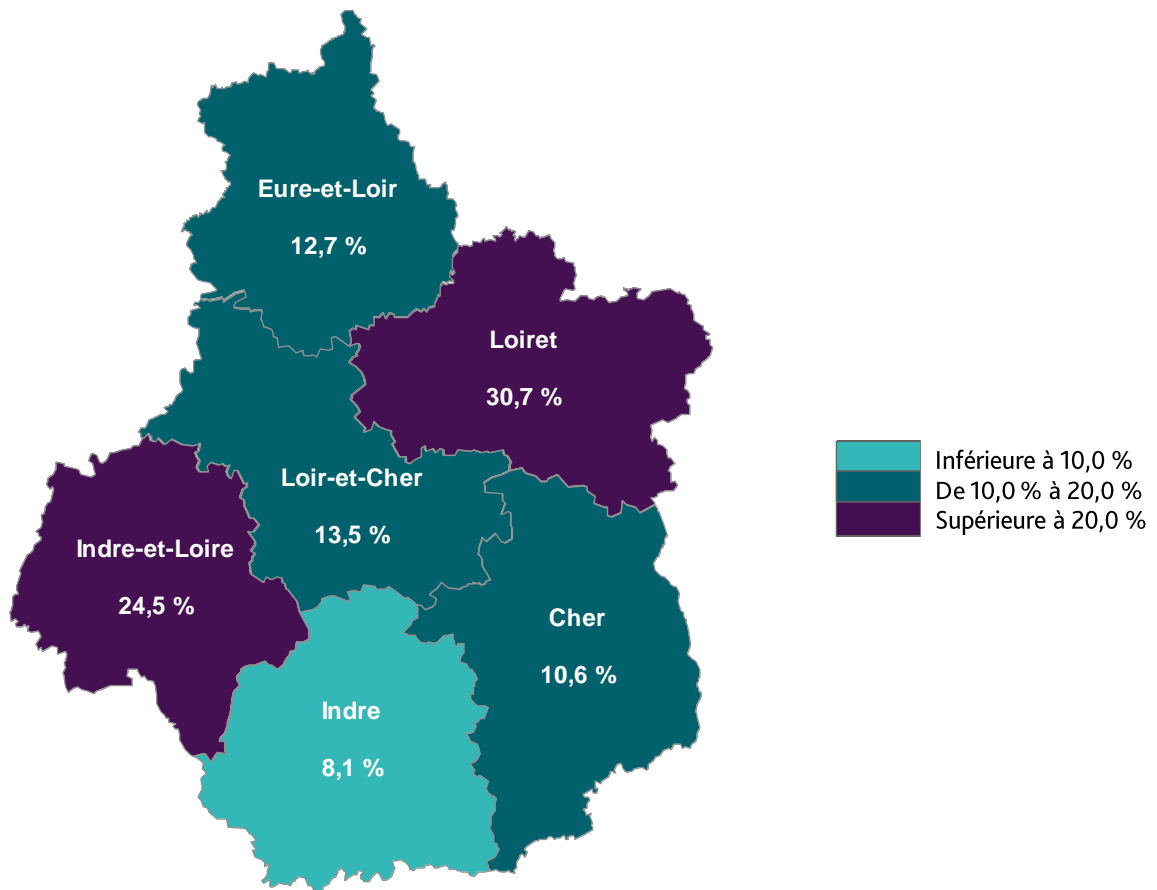 Eure-et-Loir
12,7 %
Loiret
30,7 %
Loir-et-Cher
13,5 %
Indre-et-Loire
24,5 %
Cher
10,6 %
Indre
8,1 %
Inférieure à 10,0 %
De 10,0 % à 20,0 %
Supérieure à 20,0 %